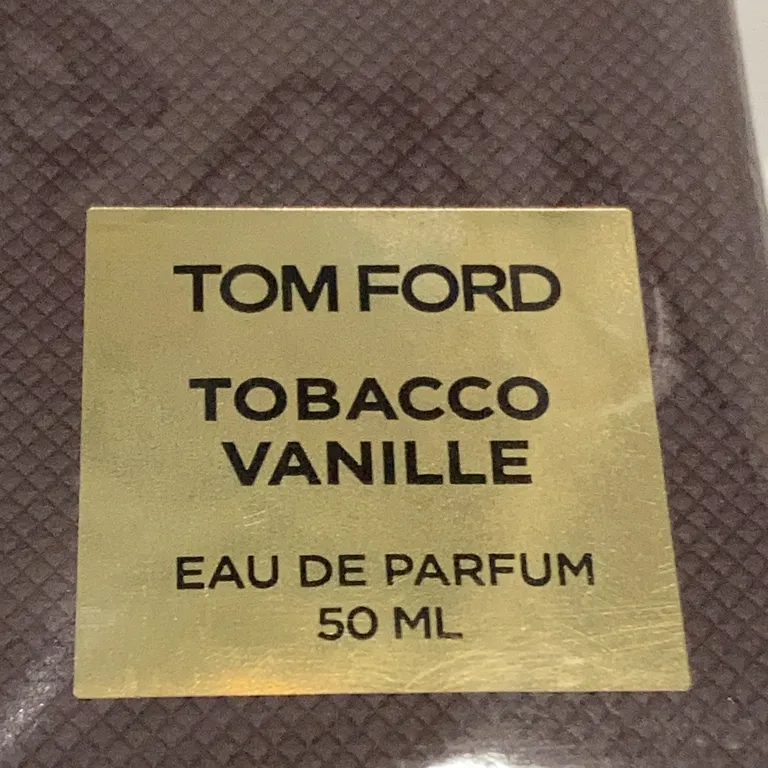 TOM FORD
TOBACCO
VANILLE
EAU DE PARFUM
50 ML